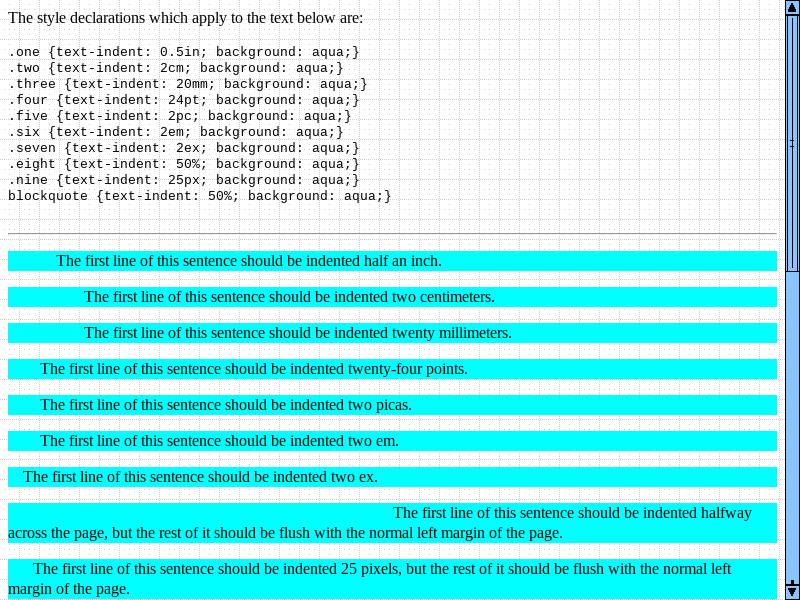 The style declarations which apply to the text below are:
.one {text-indent: 0.5in; background: aqua;}
.two {text-indent: 2cm; background: aqua;}
.three {text-indent: 20mm; background: aqua;}
.four {text-indent: 24pt; background: aqua;}
.five {text-indent: 2pc; background: aqua;}
.six {text-indent: 2em; background: aqua;}
.seven {text-indent: 2ex; background: aqua;}
.eight {text-indent: 50%; background: aqua;}
.nine {text-indent: 25px; background: aqua;}
blockquote {text-indent: 50%; background: aqua;}
The first line of this sentence should be indented half an inch.
The first line of this sentence should be indented two centimeters.
The first line of this sentence should be indented twenty millimeters.
The first line of this sentence should be indented twenty-four points.
The first line of this sentence should be indented two picas.
The first line of this sentence should be indented two em.
The first line of this sentence should be indented two ex.
The first line of this sentence should be indented halfway
across the page, but the rest of it should be flush with the normal left margin of the page.
The first line of this sentence should be indented 25 pixels, but the rest of it should be flush with the normal left
margin of the page.